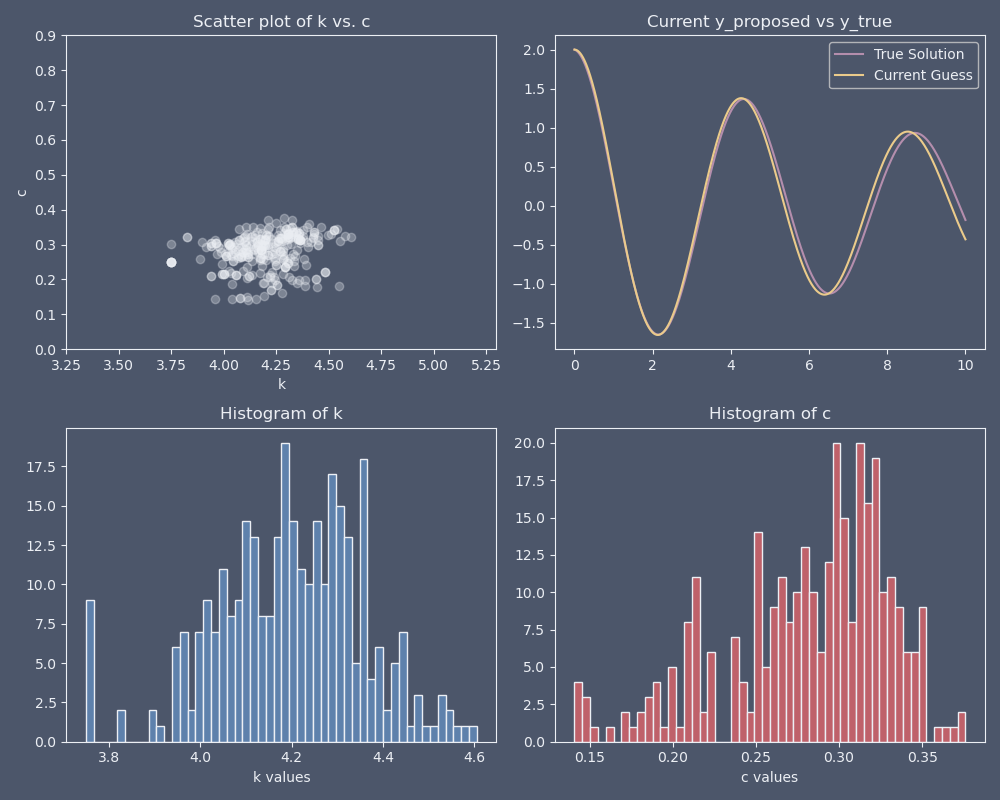 Scatter plot of k vs. c
0.9
0.8
0.7
0.6
0.5
0.4
0.3
0.2
0.1
0.0
c
3.25 3.50 3.75 4.00 4.25 4.50 4.75 5.00 5.25
k
Current y_proposed vs y_true
True Solution
Current Guess
2.0
1.5
1.0
0.5
0.0
−0.5
−1.0
−1.5
0 2 4 6 8 10
Histogram of k
17.5
15.0
12.5
10.0
7.5
5.0
2.5
0.0
3.8 4.0 4.2 4.4 4.6
k values
Histogram of c
20.0
17.5
15.0
12.5
10.0
7.5
5.0
2.5
0.0
0.15 0.20 0.25 0.30 0.35
c values